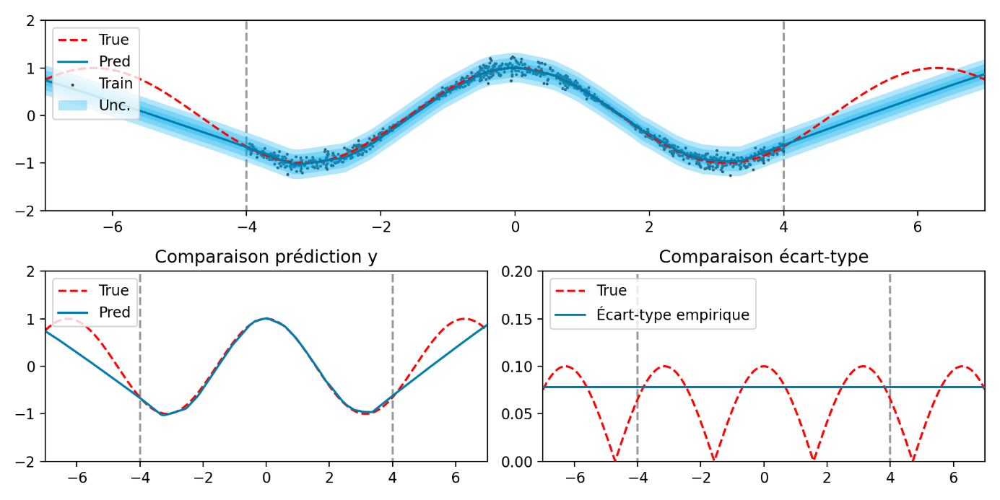 2
1
0
−1
−2
True
Pred
Train
Unc.
−6 −4 −2 0 2 4 6
Comparaison prédiction y
2
1
0
−1
−2
True
Pred
−6 −4 −2 0 2 4 6
Comparaison écart-type
0.20
0.15
0.10
0.05
0.00
True
Écart-type empirique
−6 −4 −2 0 2 4 6